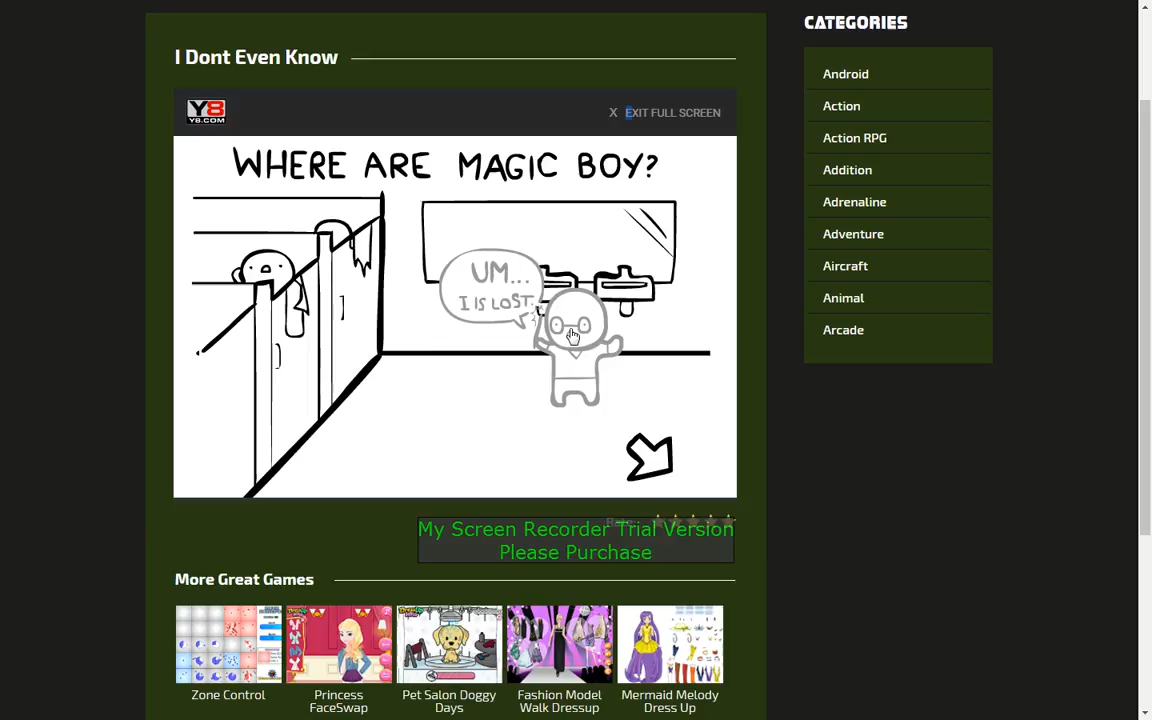 CATEGORIES
I Dont Even Know
Y8
Y8.COM
X EXIT FULL SCREEN
WHERE ARE MAGIC BOY?
UM...
I IS LOST.
Android
Action
Action RPG
Addition
Adrenaline
Adventure
Aircraft
Animal
Arcade
My Screen Recorder Trial Version
Please Purchase
More Great Games
Zone Control
Princess
FaceSwap
Pet Salon Doggy
Days
Fashion Model
Walk Dressup
Mermaid Melody
Dress Up